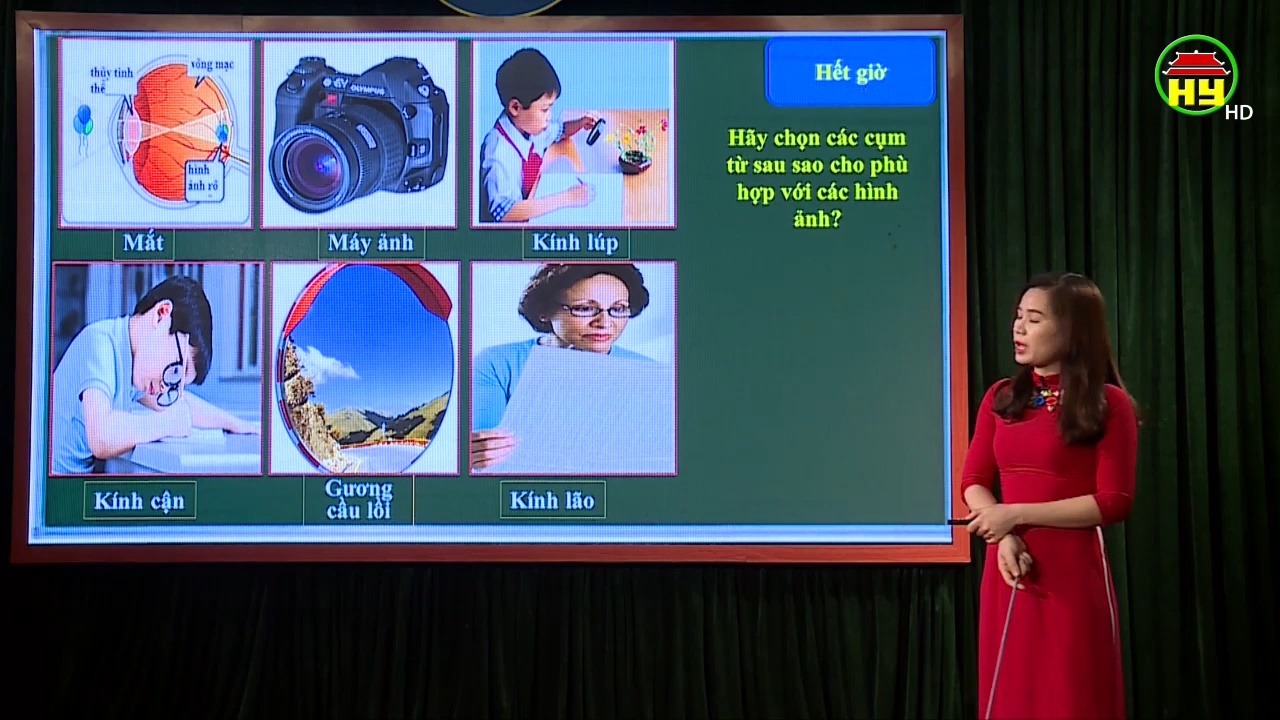 thủy tinh
thể
võng mạc
hình
ảnh rõ
OLYMPUS
Mắt
Máy ảnh
Kính lúp
Kính cận
Gương
cầu lồi
Kính lão
Hết giờ
Hãy chọn các cụm
từ sau sao cho phù
hợp với các hình
ảnh?
HY
HD